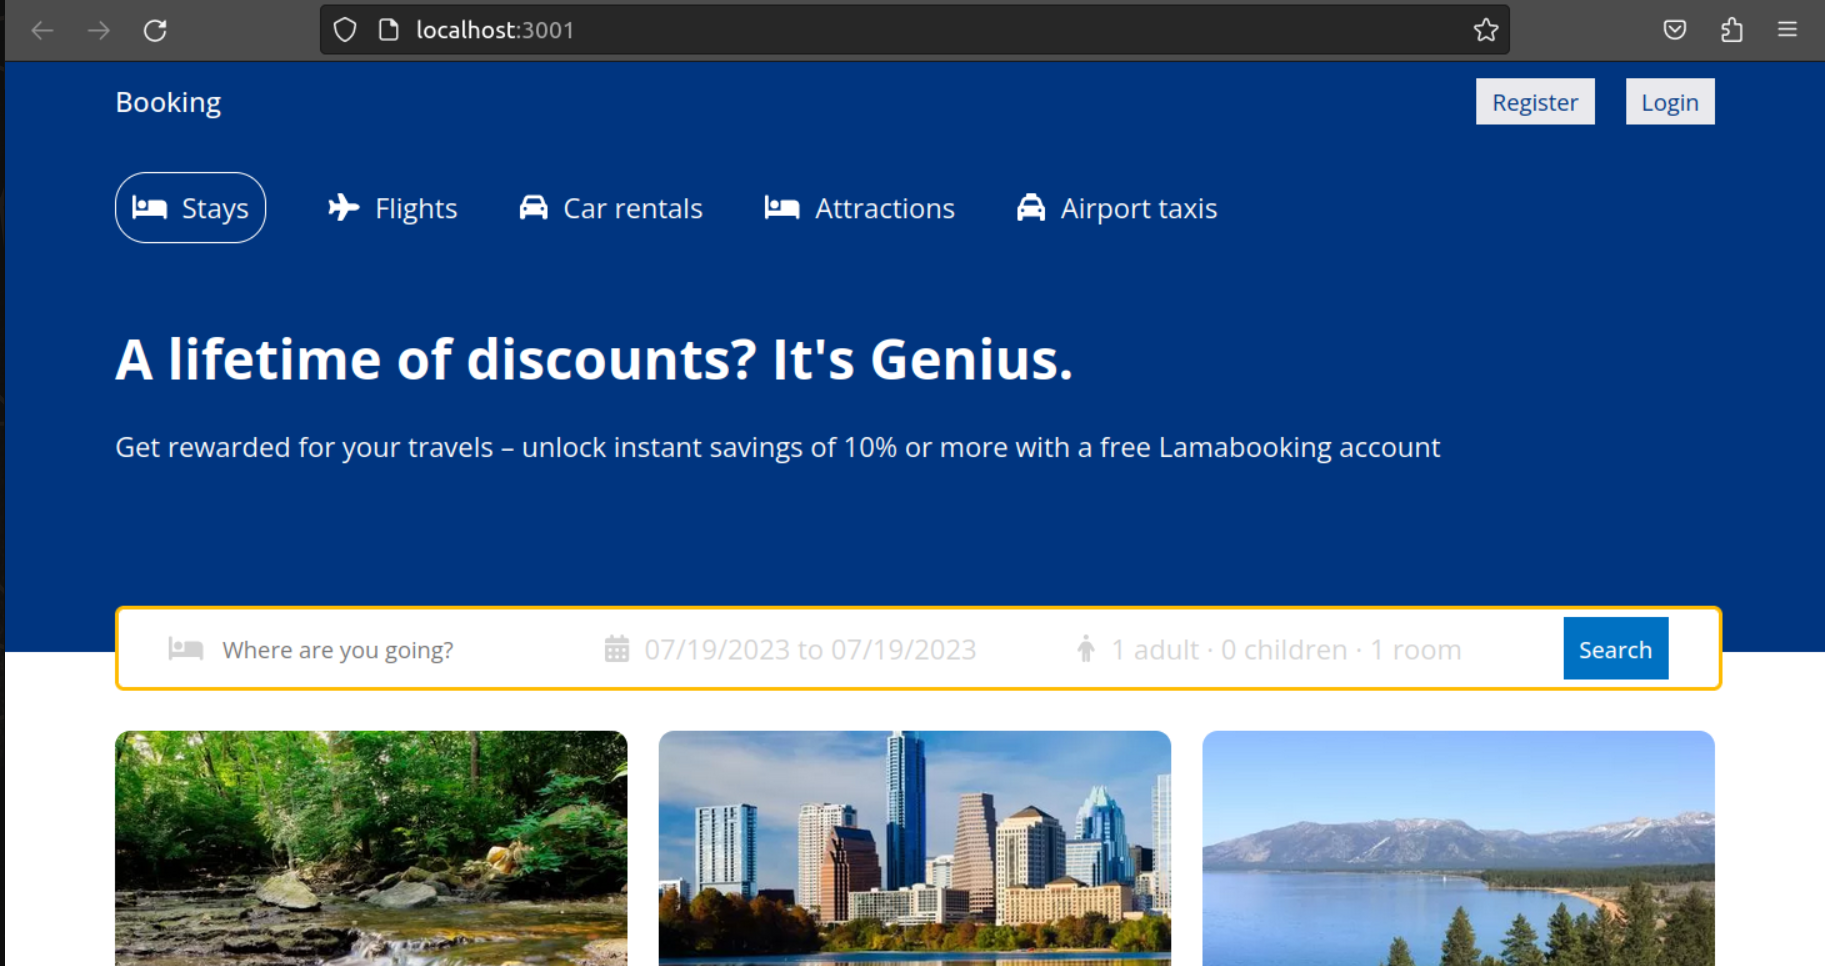 localhost:3001
Booking
Register
Login
Stays
Flights
Car rentals
Attractions
Airport taxis
A lifetime of discounts? It's Genius.
Get rewarded for your travels – unlock instant savings of 10% or more with a free Lamabooking account
Where are you going?
07/19/2023 to 07/19/2023
1 adult · 0 children · 1 room
Search